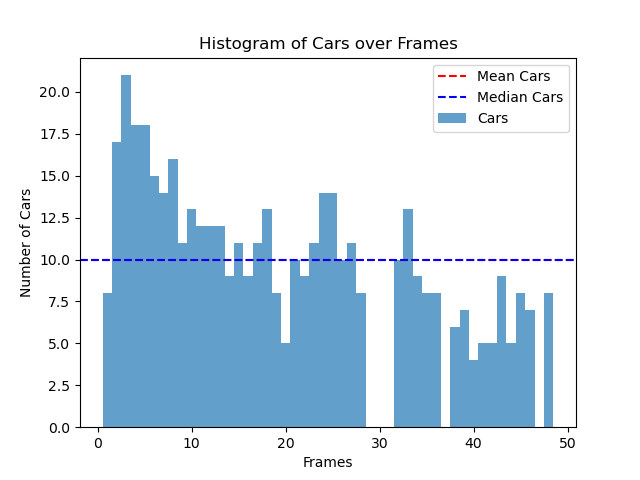 Histogram of Cars over Frames
Mean Cars
Median Cars
Cars
Number of Cars
20.0
17.5
15.0
12.5
10.0
7.5
5.0
2.5
0.0
0 10 20 30 40 50
Frames